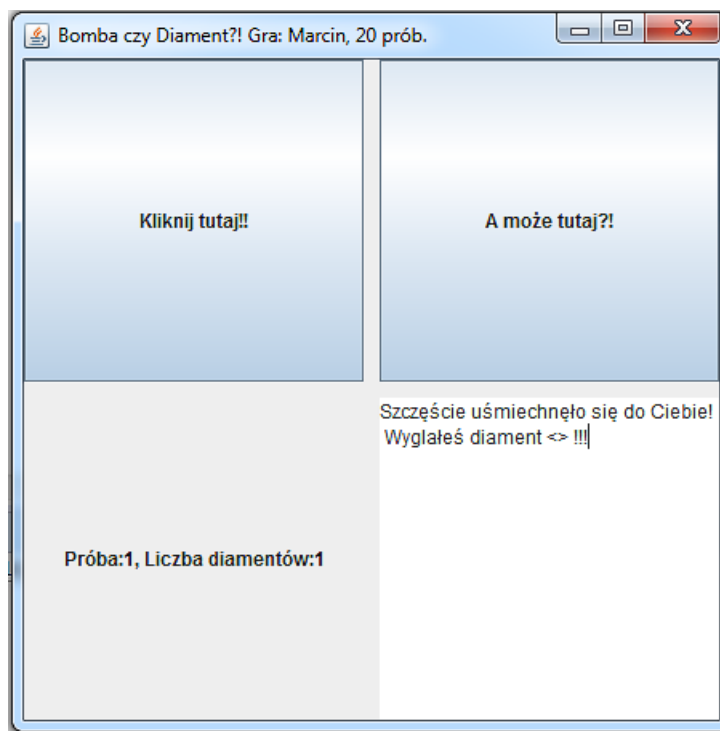 Bomba czy Diament?! Gra: Marcin, 20 prób.
Kliknij tutaj!!
A może tutaj?!
Szczęście uśmiechnęło się do Ciebie!
Wyglałeś diament <> !!!
Próba:1, Liczba diamentów:1